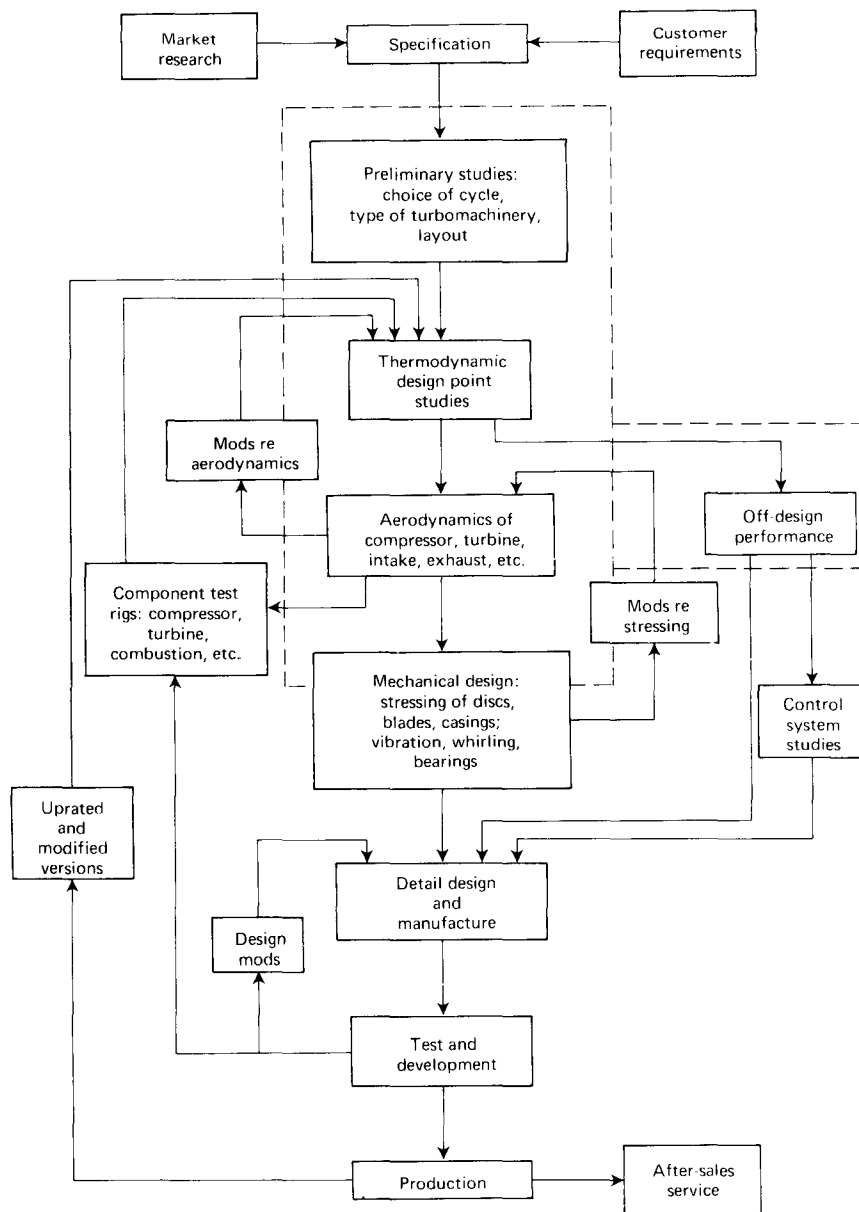 Market
research
Specification
Customer
requirements
Preliminary studies:
choice of cycle,
type of turbomachinery,
layout
Thermodynamic
design point
studies
Mods re
aerodynamics
Aerodynamics of
compressor, turbine,
intake, exhaust, etc.
Off-design
performance
Component test
rigs: compressor,
turbine,
combustion, etc.
Mods re
stressing
Mechanical design:
stressing of discs,
blades, casings;
vibration, whirling,
bearings
Control
system
studies
Uprated
and
modified
versions
Detail design
and
manufacture
Design
mods
Test and
development
Production
After-sales
service